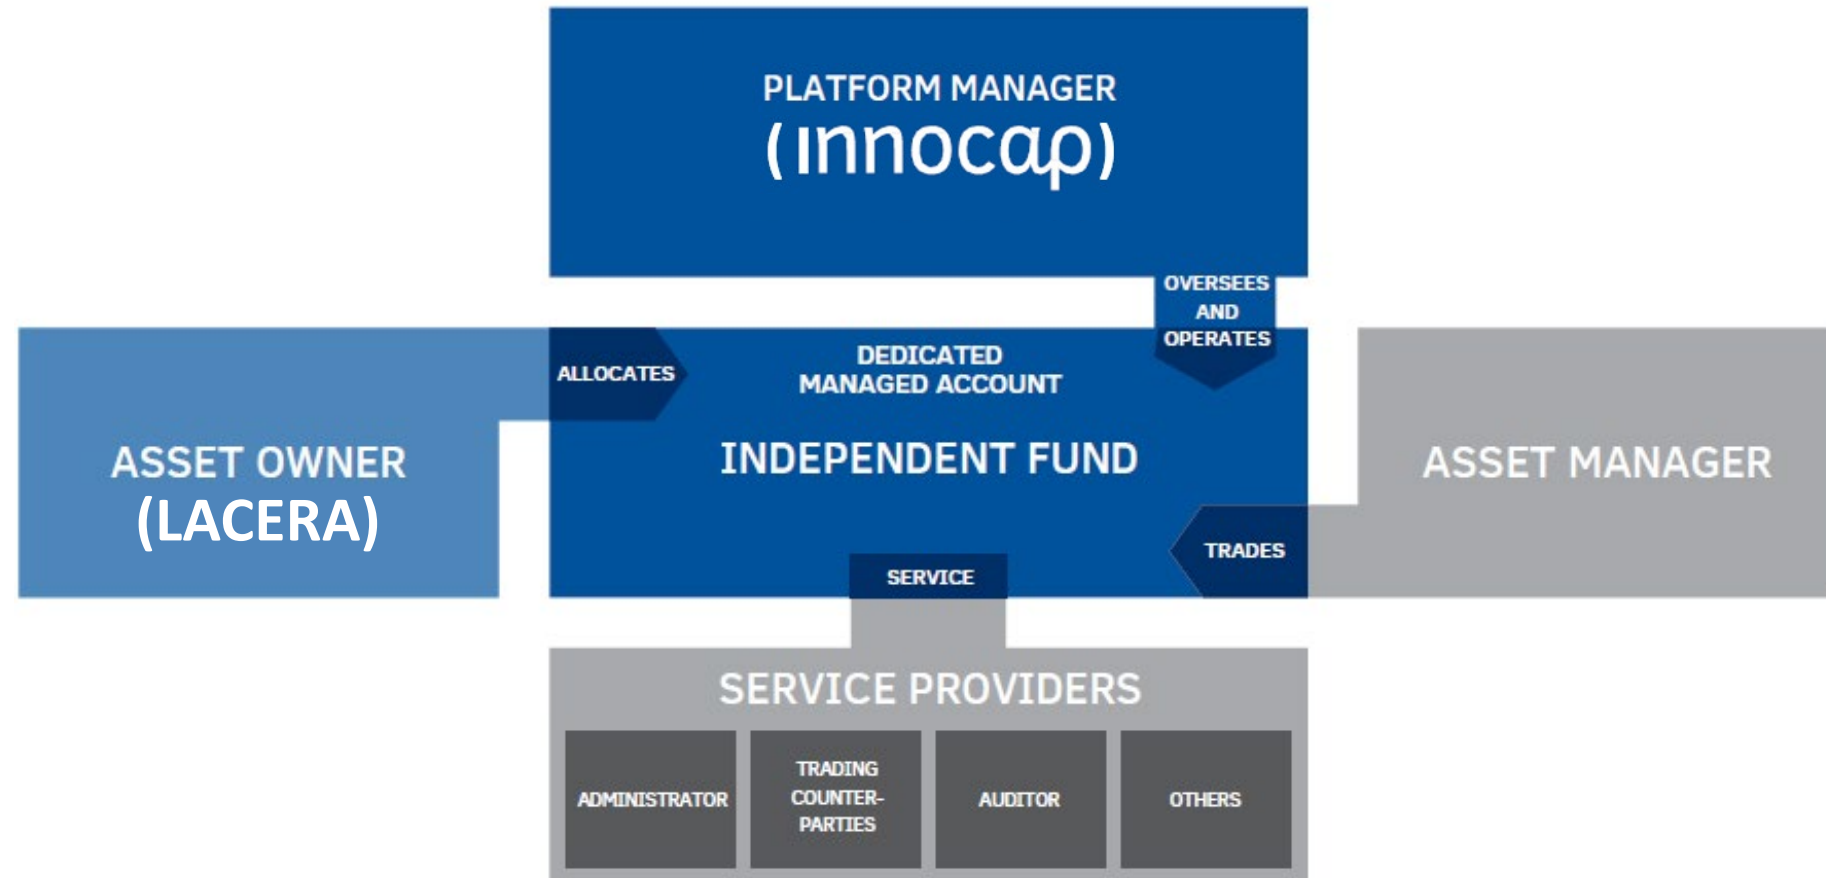 PLATFORM MANAGER
(innocap)
OVERSEES
AND
OPERATES
ALLOCATES
DEDICATED
MANAGED ACCOUNT
INDEPENDENT FUND
ASSET OWNER
(LACERA)
ASSET MANAGER
TRADES
SERVICE
SERVICE PROVIDERS
ADMINISTRATOR
TRADING
COUNTER-
PARTIES
AUDITOR
OTHERS